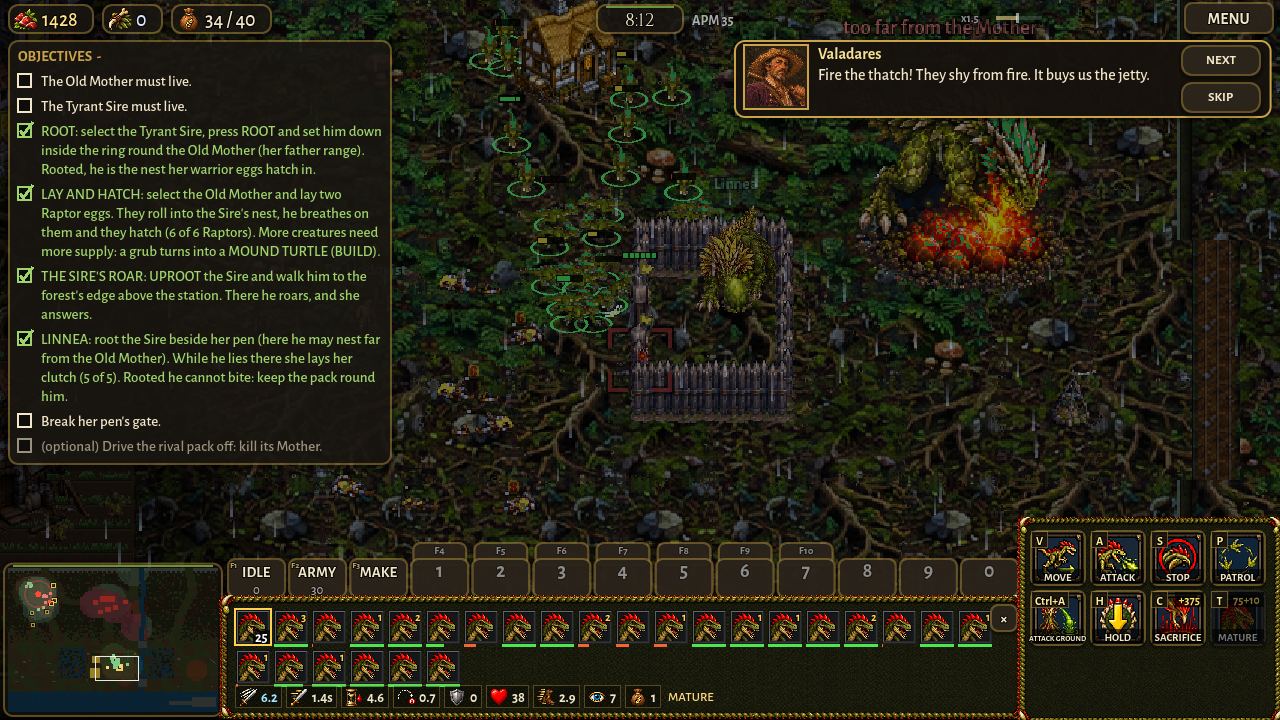 1428
0
34 / 40
8:12
APM 35
x1.5
too far from the Mother
MENU
OBJECTIVES -
The Old Mother must live.
The Tyrant Sire must live.
ROOT: select the Tyrant Sire, press ROOT and set him down
inside the ring round the Old Mother (her father range).
Rooted, he is the nest her warrior eggs hatch in.
LAY AND HATCH: select the Old Mother and lay two
Raptor eggs. They roll into the Sire's nest, he breathes on
them and they hatch (6 of 6 Raptors). More creatures need
more supply: a grub turns into a MOUND TURTLE (BUILD).
THE SIRE'S ROAR: UPROOT the Sire and walk him to the
forest's edge above the station. There he roars, and she
answers.
LINNEA: root the Sire beside her pen (here he may nest far
from the Old Mother). While he lies there she lays her
clutch (5 of 5). Rooted he cannot bite: keep the pack round
him.
Break her pen's gate.
(optional) Drive the rival pack off: kill its Mother.
Valadares
Fire the thatch! They shy from fire. It buys us the jetty.
NEXT
SKIP
Linnea
F4 F5 F6 F7 F8 F9 F10
F1 IDLE F2 ARMY F3 MAKE 1 2 3 4 5 6 7 8 9 0
0 30
25 3 1 2 2 1 1 1 2 1
1 1 1
×
6.2 1.4s 4.6 0.7 0 38 2.9 7 1 MATURE
V MOVE
A ATTACK
S STOP
P PATROL
Ctrl+A ATTACK GROUND
H HOLD
C +375 SACRIFICE
T 75+10 MATURE